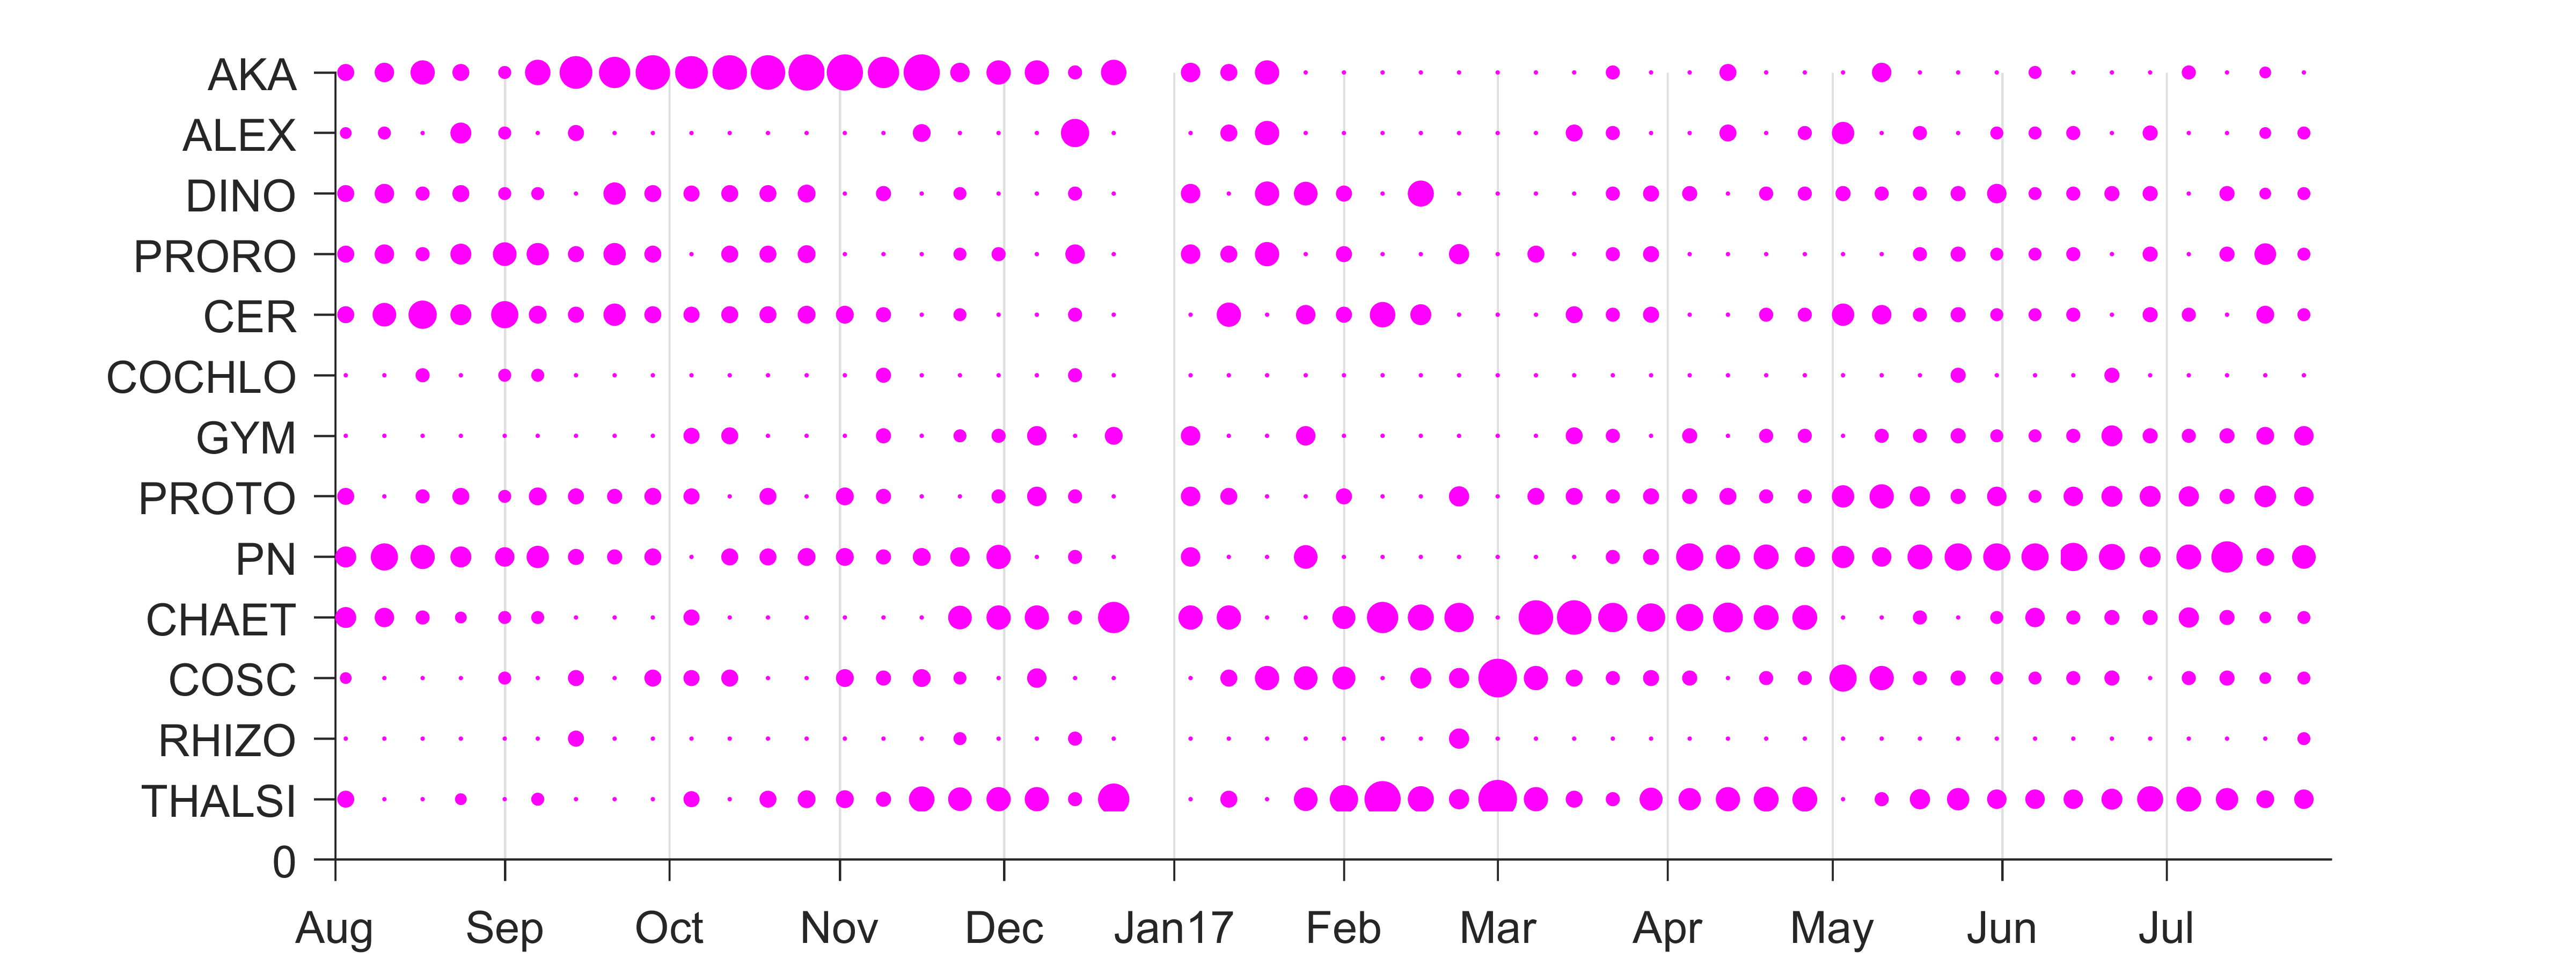 AKA
ALEX
DINO
PRORO
CER
COCHLO
GYM
PROTO
PN
CHAET
COSC
RHIZO
THALSI
0
Aug Sep Oct Nov Dec Jan17 Feb Mar Apr May Jun Jul